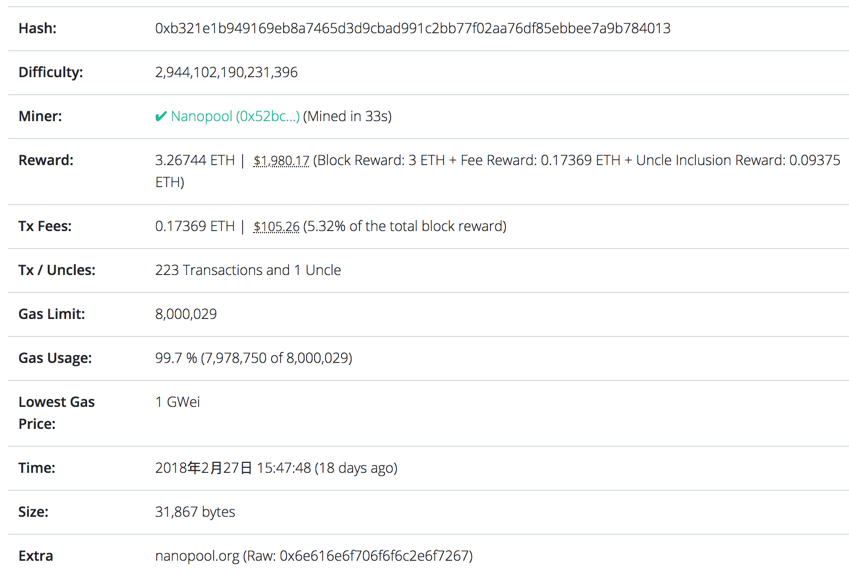 Hash: 0xb321e1b949169eb8a7465d3d9cbad991c2bb77f02aa76df85ebbee7a9b784013
Difficulty: 2,944,102,190,231,396
Miner: ✔ Nanopool (0x52bc...) (Mined in 33s)
Reward: 3.26744 ETH | $1,980.17 (Block Reward: 3 ETH + Fee Reward: 0.17369 ETH + Uncle Inclusion Reward: 0.09375
ETH)
Tx Fees: 0.17369 ETH | $105.26 (5.32% of the total block reward)
Tx / Uncles: 223 Transactions and 1 Uncle
Gas Limit: 8,000,029
Gas Usage: 99.7 % (7,978,750 of 8,000,029)
Lowest Gas 1 GWei
Price:
Time: 2018年2月27日 15:47:48 (18 days ago)
Size: 31,867 bytes
Extra nanopool.org (Raw: 0x6e616e6f706f6f6c2e6f7267)